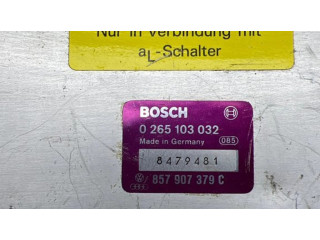 Nur in Verbindung mit
aL-Schalter
BOSCH
0 265 103 032
Made in Germany 085
8479481
857 907 379 C